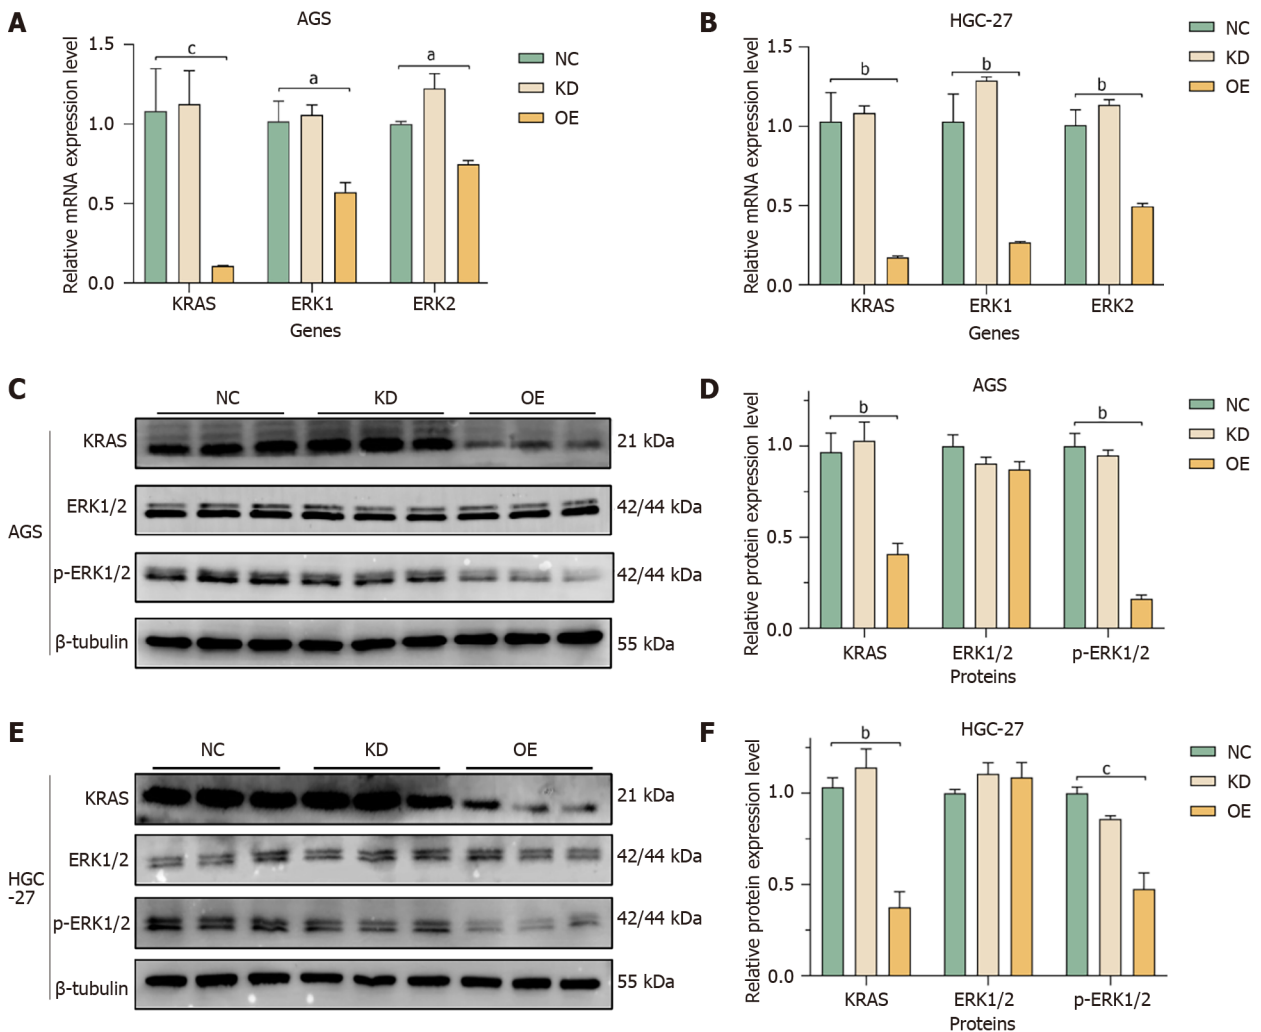 A
AGS
Relative mRNA expression level
1.5
1.0
0.5
0.0
c
a
a
KRAS
ERK1
ERK2
Genes
NC
KD
OE
B
HGC-27
Relative mRNA expression level
1.5
1.0
0.5
0.0
b
b
b
KRAS
ERK1
ERK2
Genes
NC
KD
OE
C
NC
KD
OE
AGS
KRAS
21 kDa
ERK1/2
42/44 kDa
p-ERK1/2
42/44 kDa
β-tubulin
55 kDa
D
AGS
Relative protein expression level
1.0
0.5
0.0
b
b
KRAS
ERK1/2
p-ERK1/2
Proteins
NC
KD
OE
E
NC
KD
OE
HGC
-27
KRAS
21 kDa
ERK1/2
42/44 kDa
p-ERK1/2
42/44 kDa
β-tubulin
55 kDa
F
HGC-27
Relative protein expression level
1.0
0.5
0.0
b
c
KRAS
ERK1/2
p-ERK1/2
Proteins
NC
KD
OE